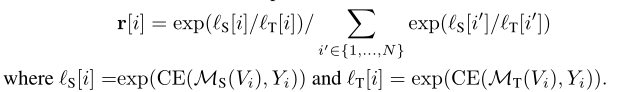 r[i] = exp(ℓ_S[i]/ℓ_T[i])/ ∑_{i′∈{1,...,N}} exp(ℓ_S[i′]/ℓ_T[i′])
where ℓ_S[i] =exp(CE(ℳ_S(V_i), Y_i)) and ℓ_T[i] = exp(CE(ℳ_T(V_i), Y_i)).